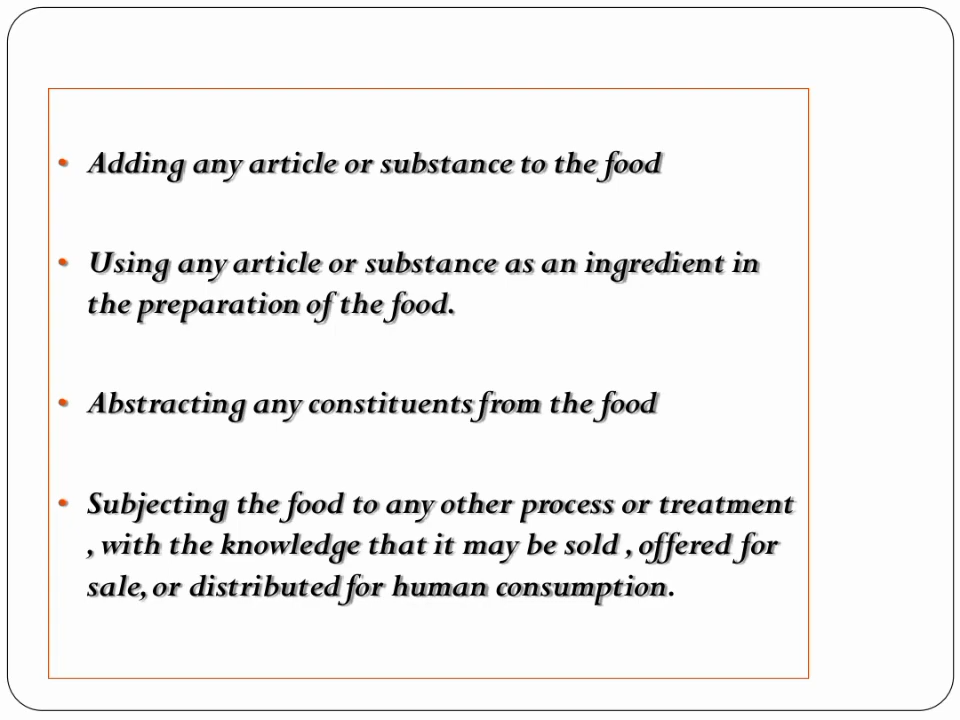 • Adding any article or substance to the food
• Using any article or substance as an ingredient in
the preparation of the food.
• Abstracting any constituents from the food
• Subjecting the food to any other process or treatment
, with the knowledge that it may be sold , offered for
sale, or distributed for human consumption.